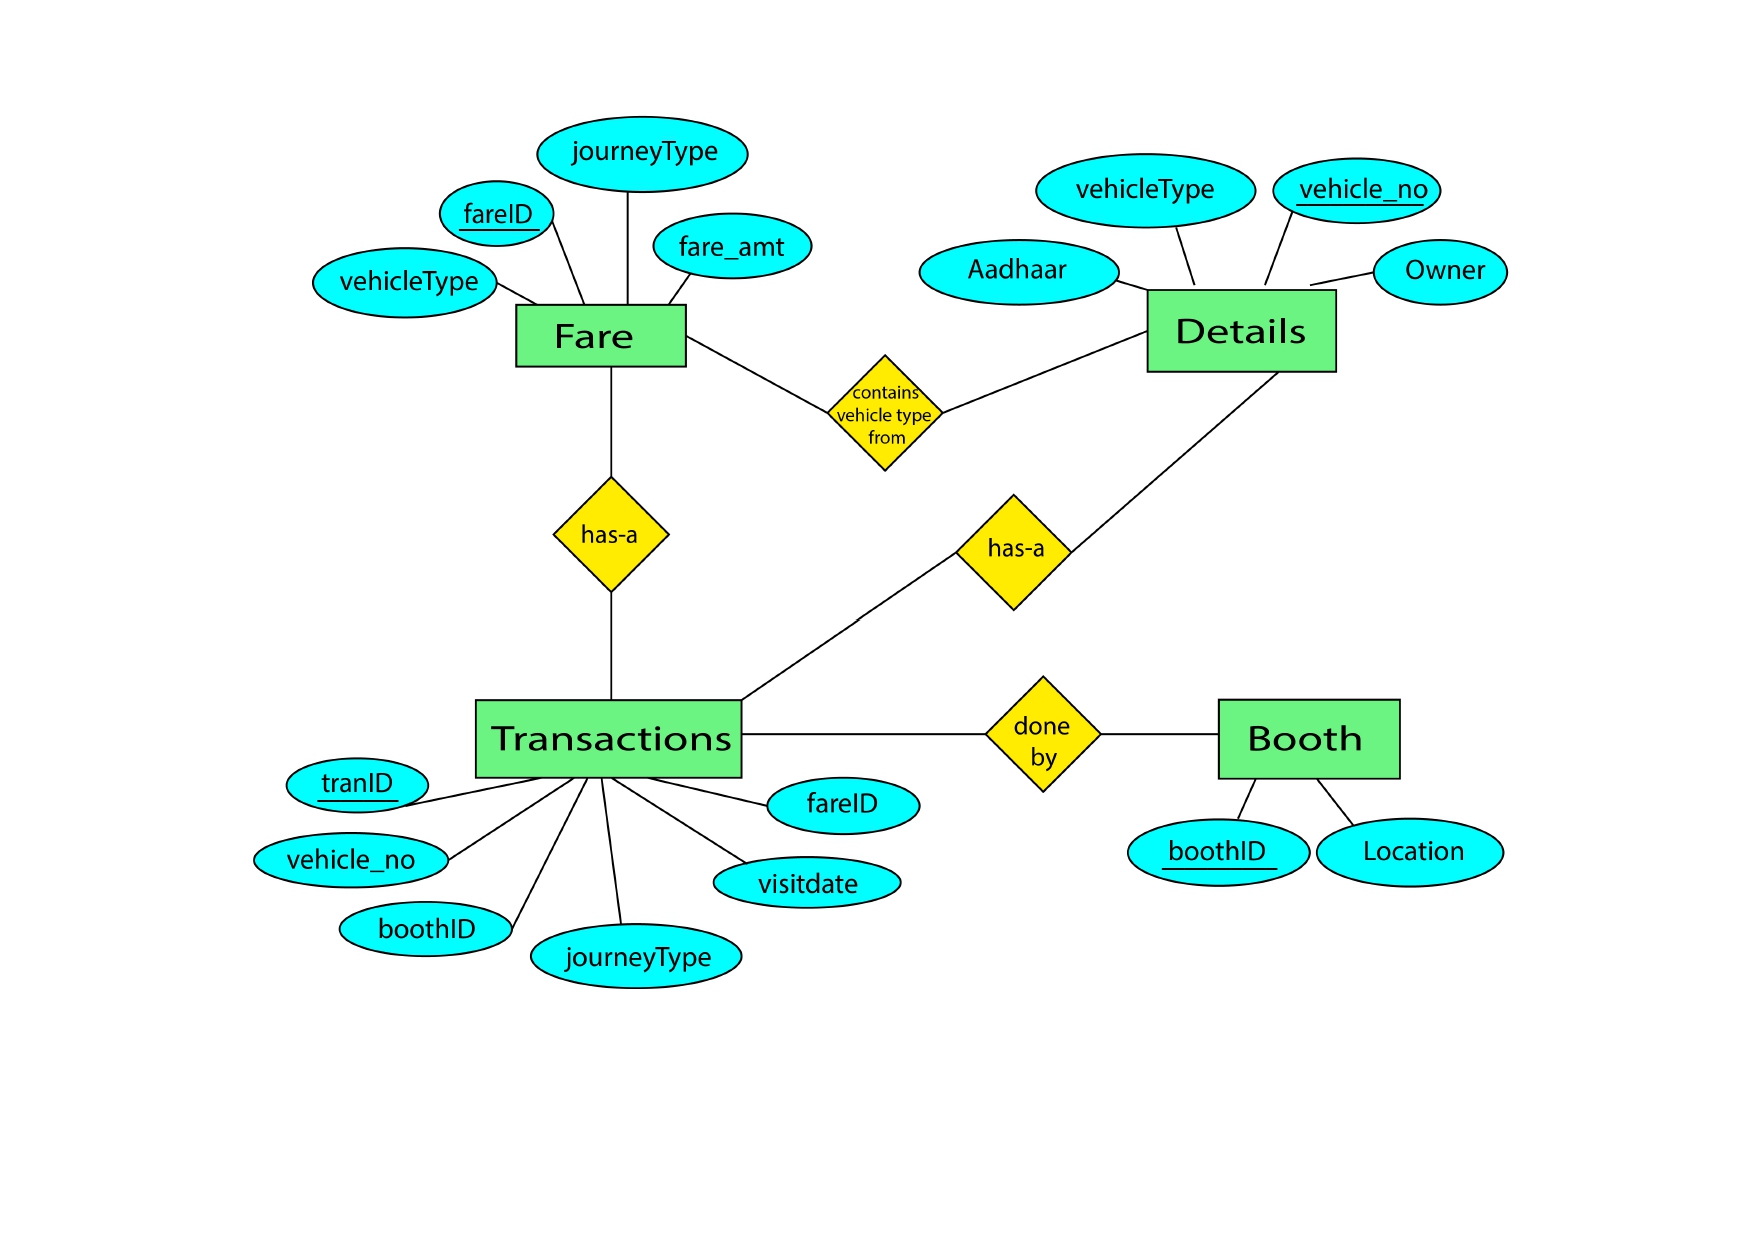 journeyType
fareID
fare_amt
vehicleType
Fare
vehicleType
vehicle_no
Aadhaar
Owner
Details
contains
vehicle type
from
has-a
has-a
Transactions
done
by
Booth
tranID
fareID
vehicle_no
visitdate
boothID
journeyType
boothID
Location